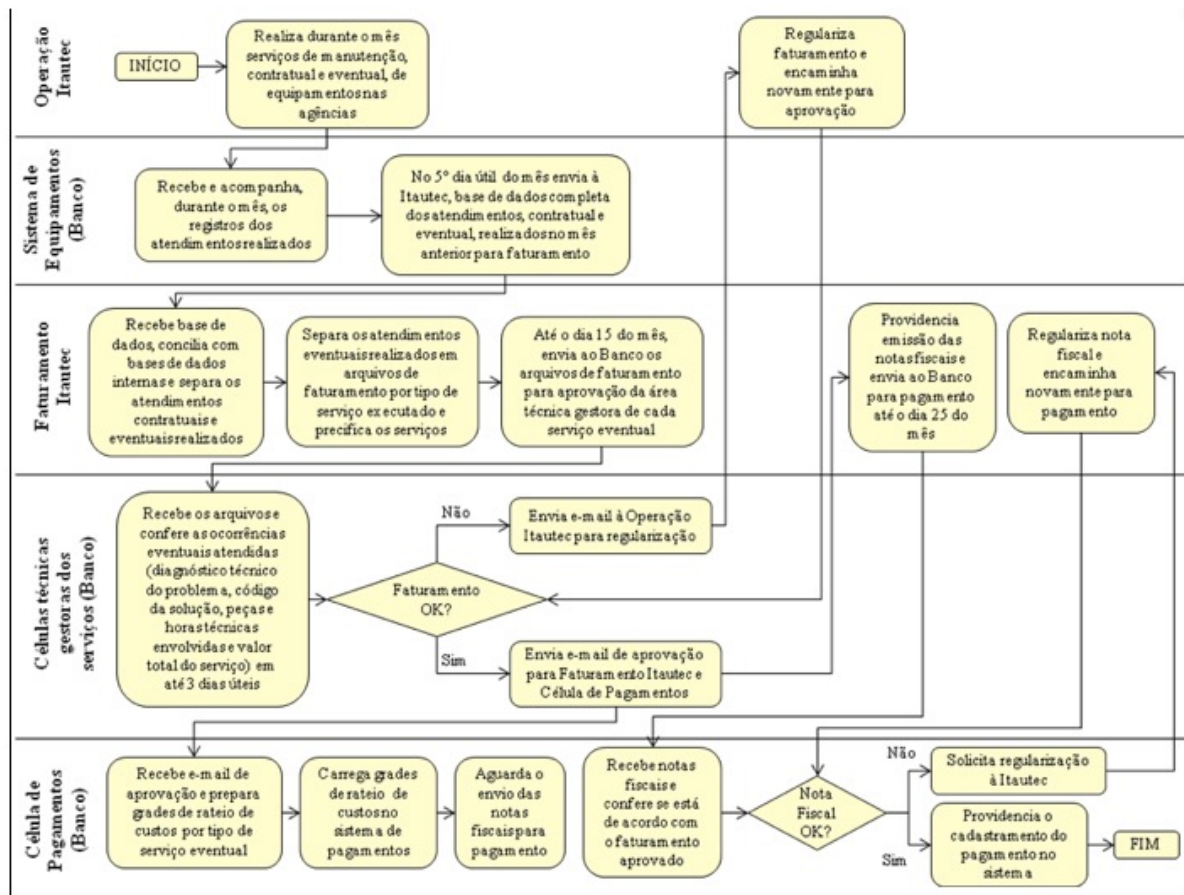 Operação
Itautec
INÍCIO
Realiza durante o mês
serviços de manutenção,
contratual e eventual, de
equipamentos nas
agências
Regulariza
faturamento e
encaminha
novamente para
aprovação
Sistema de
Equipamentos
(Banco)
Recebe e acompanha,
durante o mês, os
registros dos
atendimentos realizados
No 5º dia útil do mês envia à
Itautec, base de dados completa
dos atendimentos, contratual e
eventual, realizados no mês
anterior para faturamento
Faturamento
Itautec
Recebe base de
dados, concilia com
bases de dados
internas e separa os
atendimentos
contratuais e
eventuais realizados
Separa os atendimentos
eventuais realizados em
arquivos de
faturamento por tipo de
serviço executado e
precifica os serviços
Até o dia 15 do mês,
envia ao Banco os
arquivos de faturamento
para aprovação da área
técnica gestora de cada
serviço eventual
Providencia
emissão das
notas fiscais e
envia ao Banco
para pagamento
até o dia 25 do
mês
Regulariza nota
fiscal e
encaminha
novamente para
pagamento
Células técnicas
gestoras dos
serviços (Banco)
Recebe os arquivos e
confere as ocorrências
eventuais atendidas
(diagnóstico técnico
do problema, código
da solução, peças e
horas técnicas
envolvidas e valor
total do serviço) em
até 3 dias úteis
Faturamento
OK?
Não
Envia e-mail à Operação
Itautec para regularização
Sim
Envia e-mail de aprovação
para Faturamento Itautec e
Célula de Pagamentos
Célula de
Pagamentos
(Banco)
Recebe e-mail de
aprovação e prepara
grades de rateio de
custos por tipo de
serviço eventual
Carrega grades
de rateio de
custos no
sistema de
pagamentos
Aguarda o
envio das
notas
fiscais para
pagamento
Recebe notas
fiscais e
confere se está
de acordo com
o faturamento
aprovado
Nota
Fiscal
OK?
Não
Solicita regularização
à Itautec
Sim
Providencia o
cadastramento do
pagamento no
sistema
FIM